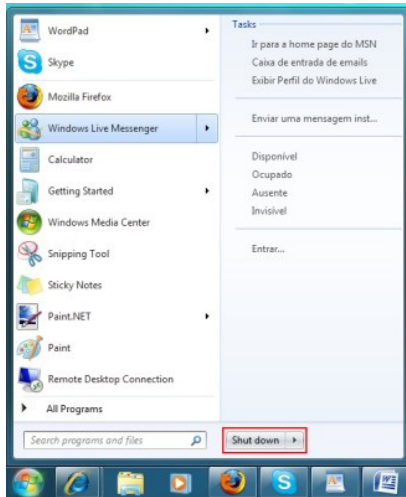 WordPad
Skype
Mozilla Firefox
Windows Live Messenger
Calculator
Getting Started
Windows Media Center
Snipping Tool
Sticky Notes
Paint.NET
Paint
Remote Desktop Connection
All Programs
Search programs and files
Tasks
Ir para a home page do MSN
Caixa de entrada de emails
Exibir Perfil do Windows Live
Enviar uma mensagem inst...
Disponível
Ocupado
Ausente
Invisível
Entrar...
Shut down